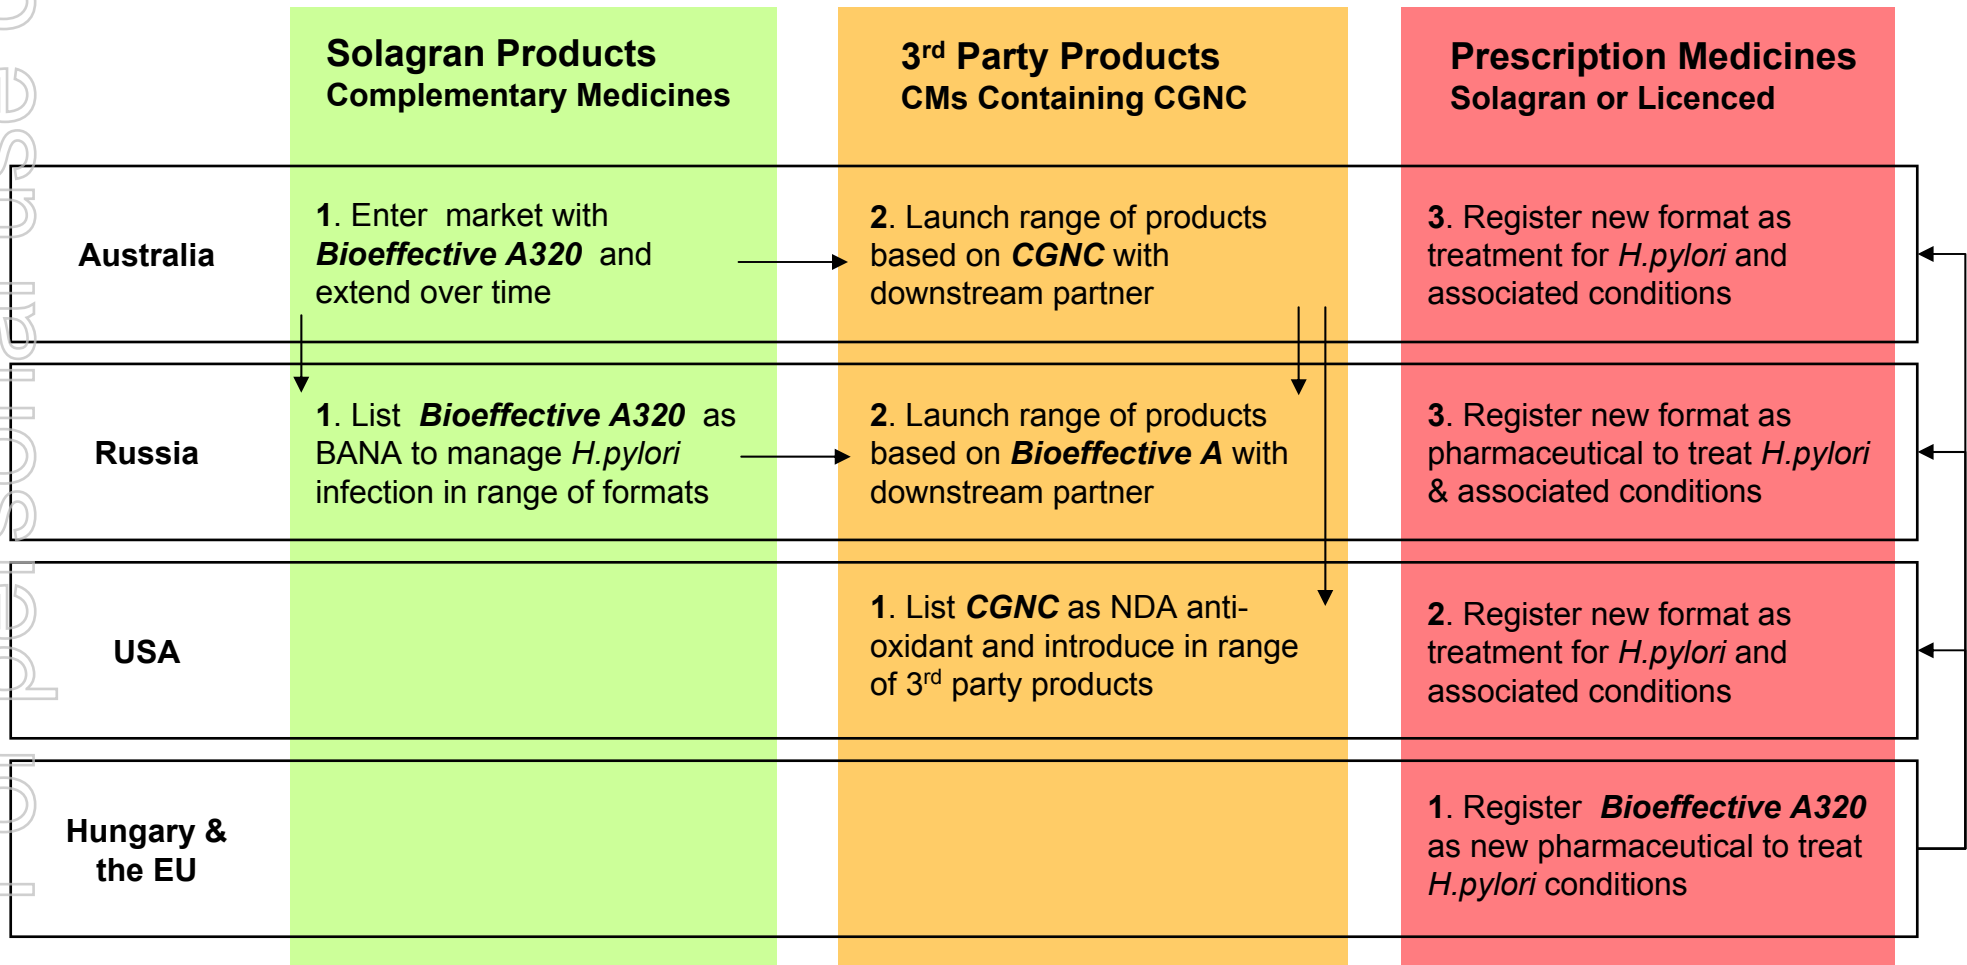 Solagran Products
Complementary Medicines
3rd Party Products
CMs Containing CGNC
Prescription Medicines
Solagran or Licenced
Australia
1. Enter market with
Bioeffective A320 and
extend over time
2. Launch range of products
based on CGNC with
downstream partner
3. Register new format as
treatment for H.pylori and
associated conditions
Russia
1. List Bioeffective A320 as
BANA to manage H.pylori
infection in range of formats
2. Launch range of products
based on Bioeffective A with
downstream partner
3. Register new format as
pharmaceutical to treat H.pylori
& associated conditions
USA
1. List CGNC as NDA anti-
oxidant and introduce in range
of 3rd party products
2. Register new format as
treatment for H.pylori and
associated conditions
Hungary &
the EU
1. Register Bioeffective A320
as new pharmaceutical to treat
H.pylori conditions
personal use